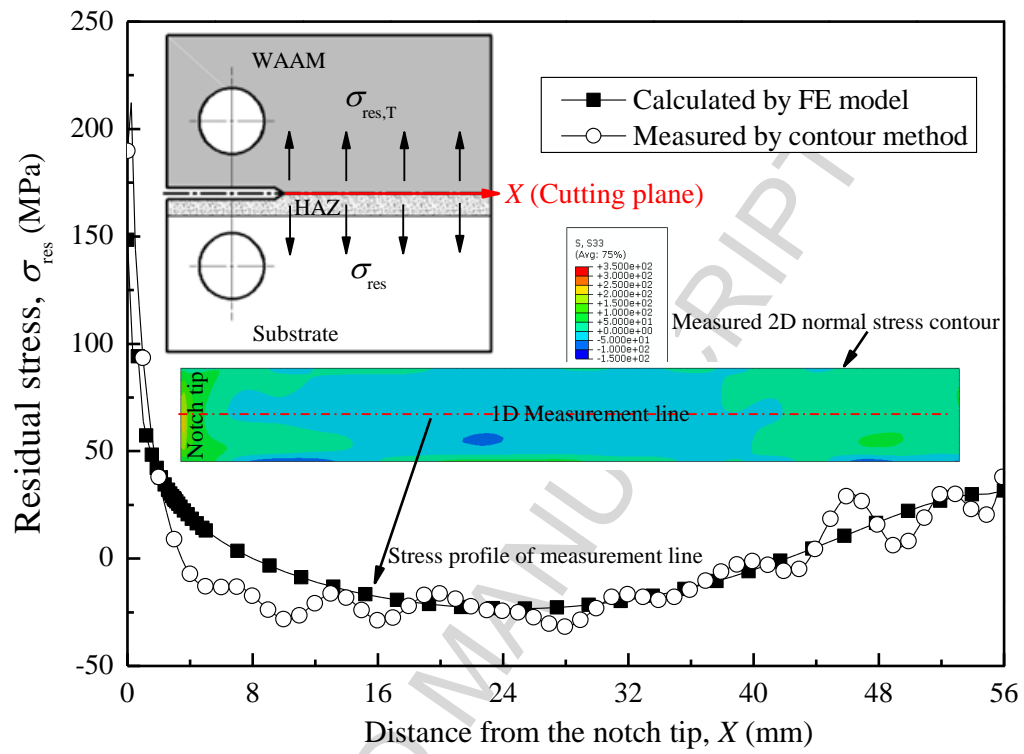 250
200
150
100
50
0
-50
Residual stress, σres (MPa)
WAAM
σres,T
X (Cutting plane)
HAZ
σres
Substrate
Calculated by FE model
Measured by contour method
S, S33
(Avg: 75%)
+3.500e+02
+3.000e+02
+2.500e+02
+2.000e+02
+1.500e+02
+1.000e+02
+5.000e+01
+0.000e+00
-5.000e+01
-1.000e+02
-1.500e+02
Measured 2D normal stress contour
Notch tip
1D Measurement line
Stress profile of measurement line
0
8
16
24
32
40
48
56
Distance from the notch tip, X (mm)
D MANUSCRIPT